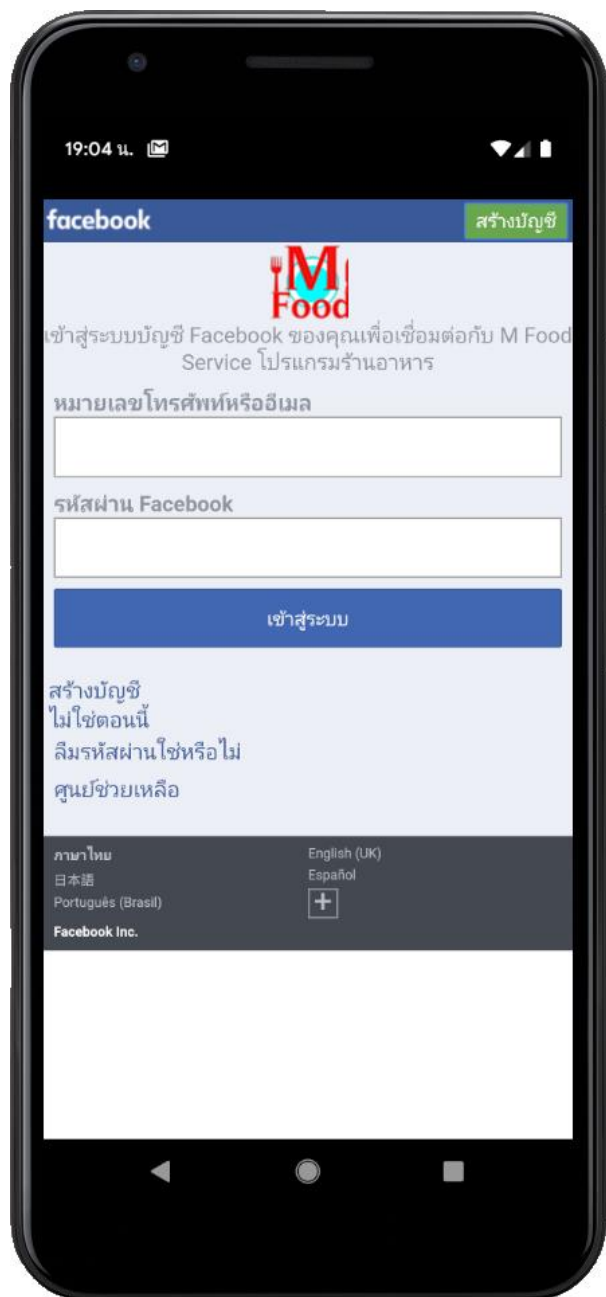 19:04 น.
facebook
สร้างบัญชี
M
Food
เข้าสู่ระบบบัญชี Facebook ของคุณเพื่อเชื่อมต่อกับ M Food
Service โปรแกรมร้านอาหาร
หมายเลขโทรศัพท์หรืออีเมล
รหัสผ่าน Facebook
เข้าสู่ระบบ
สร้างบัญชี
ไม่ใช่ตอนนี้
ลืมรหัสผ่านใช่หรือไม่
ศูนย์ช่วยเหลือ
ภาษาไทย
English (UK)
日本語
Español
Português (Brasil)
Facebook Inc.